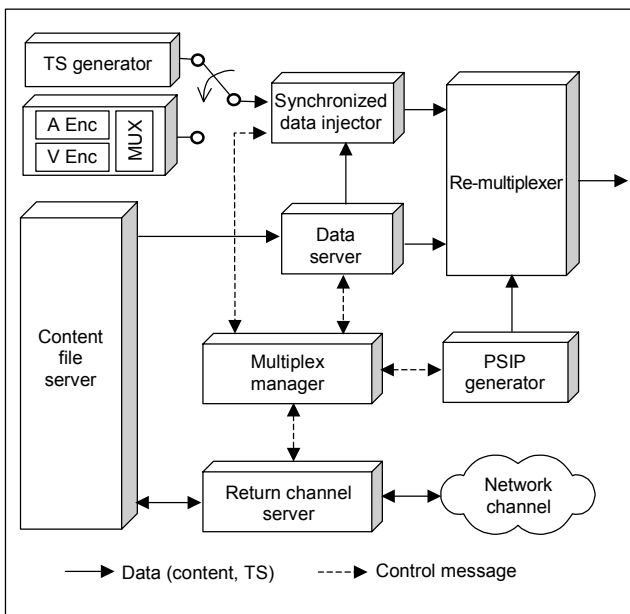 TS generator
A Enc
V Enc
MUX
Synchronized
data injector
Re-multiplexer
Data
server
Content
file
server
Multiplex
manager
PSIP
generator
Return channel
server
Network
channel
Data (content, TS)
Control message